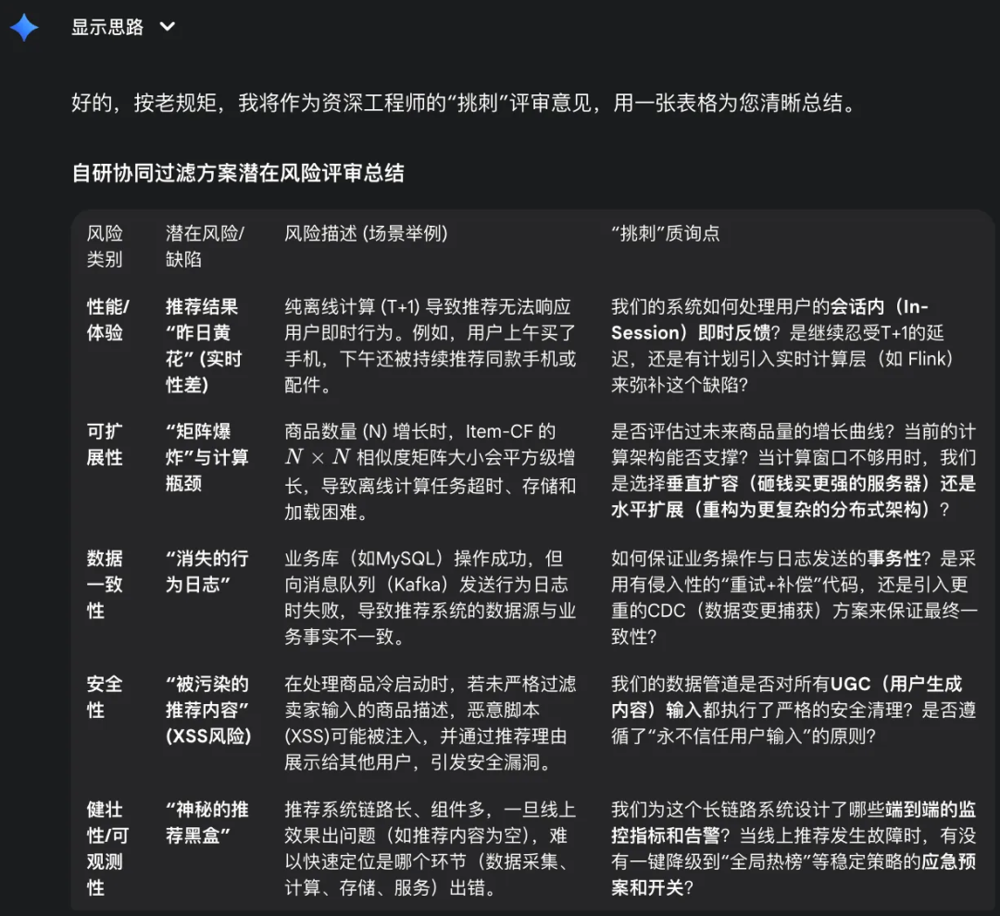 显示思路
好的，按老规矩，我将作为资深工程师的“挑刺”评审意见，用一张表格为您清晰总结。
自研协同过滤方案潜在风险评审总结
风险
类别
潜在风险/
缺陷
风险描述 (场景举例)
“挑刺”质询点
性能/
体验
推荐结果
“昨日黄
花” (实时
性差)
纯离线计算 (T+1) 导致推荐无法响应
用户即时行为。例如，用户上午买了
手机，下午还被持续推荐同款手机或
配件。
我们的系统如何处理用户的会话内（In-
Session）即时反馈？是继续忍受T+1的延
迟，还是有计划引入实时计算层（如 Flink）
来弥补这个缺陷？
可扩
展性
“矩阵爆
炸”与计算
瓶颈
商品数量 (N) 增长时，Item-CF 的
N × N 相似度矩阵大小会平方级增
长，导致离线计算任务超时、存储和
加载困难。
是否评估过未来商品量的增长曲线？当前的计
算架构能否支撑？当计算窗口不够用时，我们
是选择垂直扩容（砸钱买更强的服务器）还是
水平扩展（重构为更复杂的分布式架构）？
数据
一致
性
“消失的行
为日志”
业务库（如MySQL）操作成功，但
向消息队列（Kafka）发送行为日志
时失败，导致推荐系统的数据源与业
务事实不一致。
如何保证业务操作与日志发送的事务性？是采
用有侵入性的“重试+补偿”代码，还是引入更
重的CDC（数据变更捕获）方案来保证最终一
致性？
安全
性
“被污染的
推荐内容”
(XSS风险)
在处理商品冷启动时，若未严格过滤
卖家输入的商品描述，恶意脚本
(XSS)可能被注入，并通过推荐理由
展示给其他用户，引发安全漏洞。
我们的数据管道是否对所有UGC（用户生成
内容）输入都执行了严格的安全清理？是否遵
循了“永不信任用户输入”的原则？
健壮
性/可
观测
性
“神秘的推
荐黑盒”
推荐系统链路长、组件多，一旦线上
效果出问题（如推荐内容为空），难
以快速定位是哪个环节（数据采集、
计算、存储、服务）出错。
我们为这个长链路系统设计了哪些端到端的监
控指标和告警？当线上推荐发生故障时，有没
有一键降级到“全局热榜”等稳定策略的应急预
案和开关？